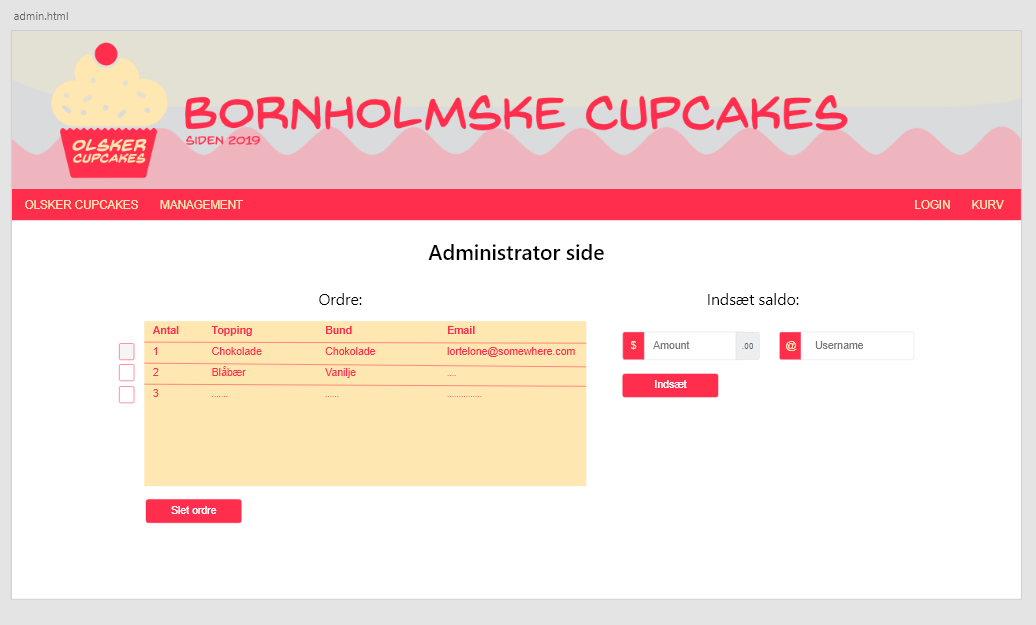 admin.html
BORNHOLMSKE CUPCAKES
SIDEN 2019
OLSKER
CUPCAKES
OLSKER CUPCAKES MANAGEMENT LOGIN KURV
Administrator side
Ordre:
Antal Topping Bund Email
1 Chokolade Chokolade lortelone@somewhere.com
2 Blåbær Vanilje ....
3 ....... ...... ..............
Slet ordre
Indsæt saldo:
$ Amount .00 @ Username
Indsæt